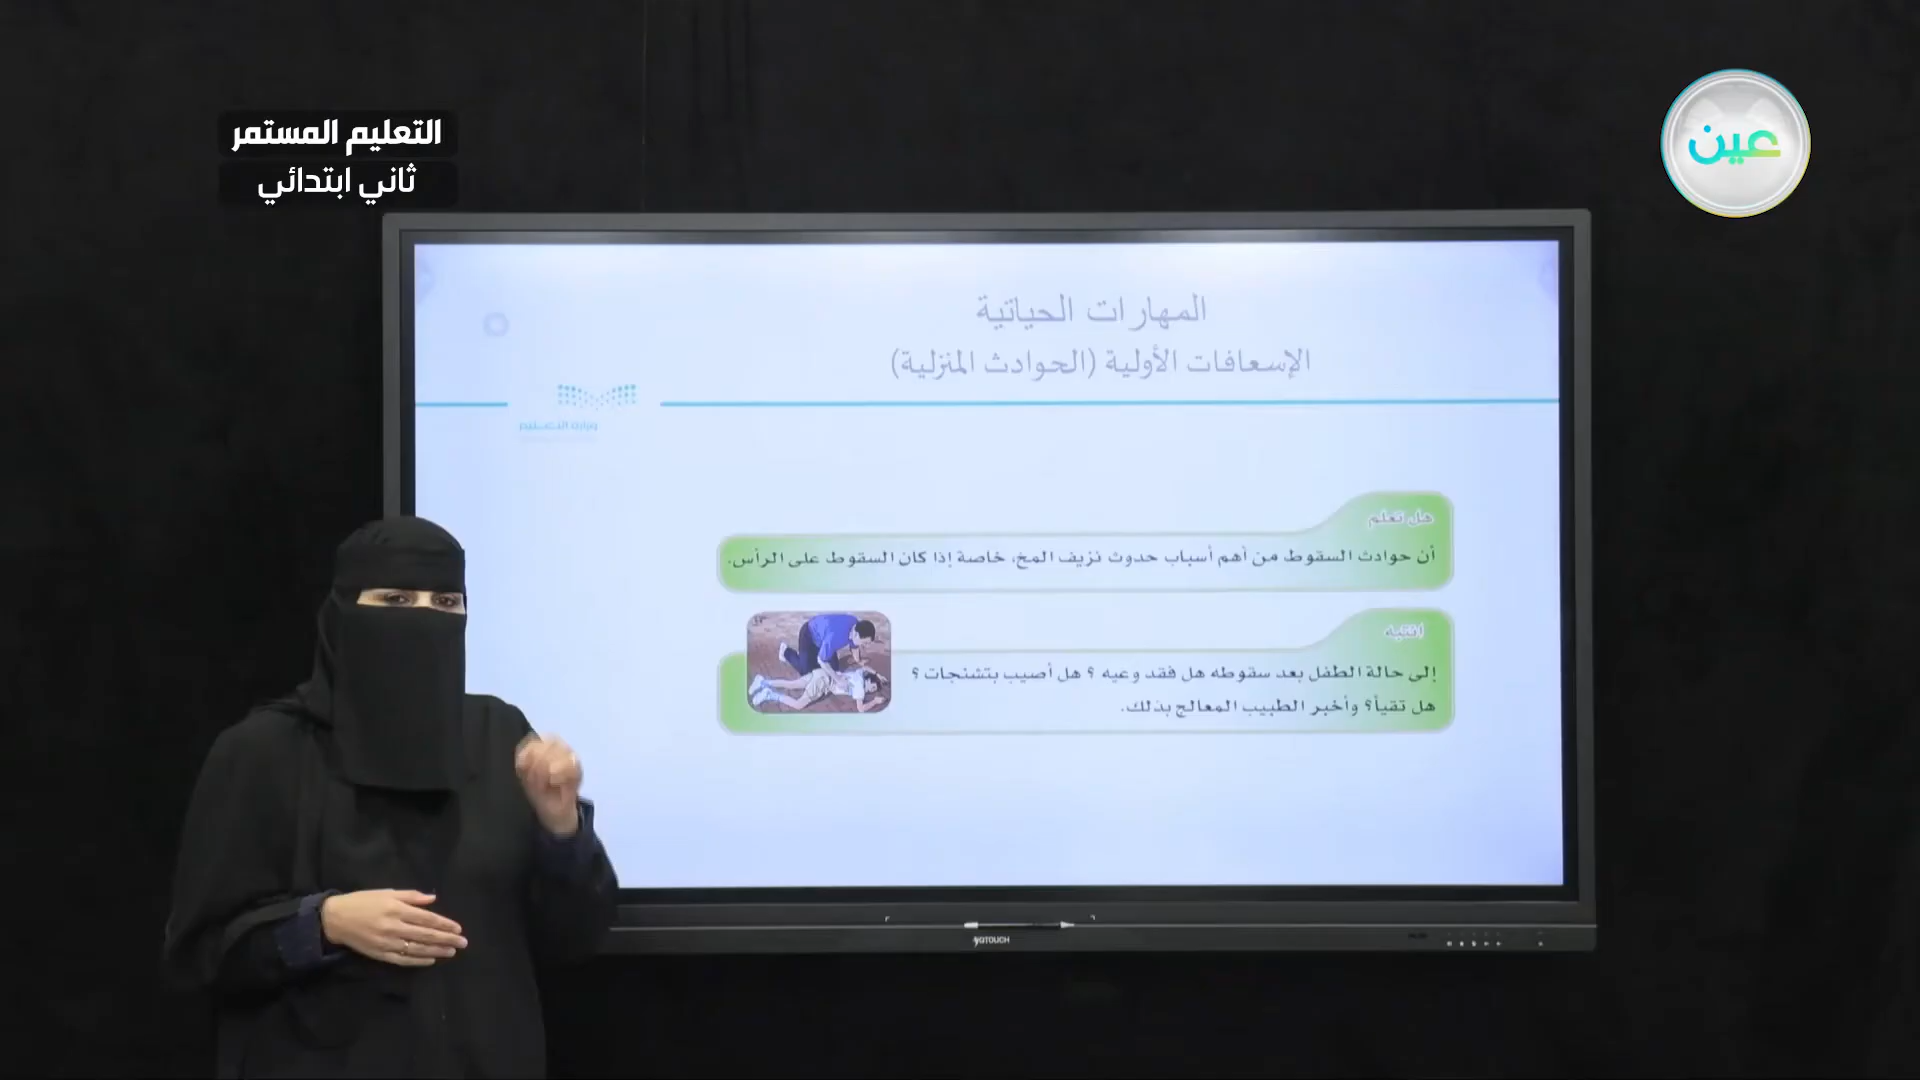 التعليم المستمر
ثاني ابتدائي
عين
المهارات الحياتية
الإسعافات الأولية (الحوادث المنزلية)
وزارة التعليم
هل تعلم
أن حوادث السقوط من أهم أسباب حدوث نزيف المخ، خاصة إذا كان السقوط على الرأس.
انتبه
إلى حالة الطفل بعد سقوطه هل فقد وعيه ؟ هل أصيب بتشنجات ؟
هل تقيأ؟ وأخبر الطبيب المعالج بذلك.